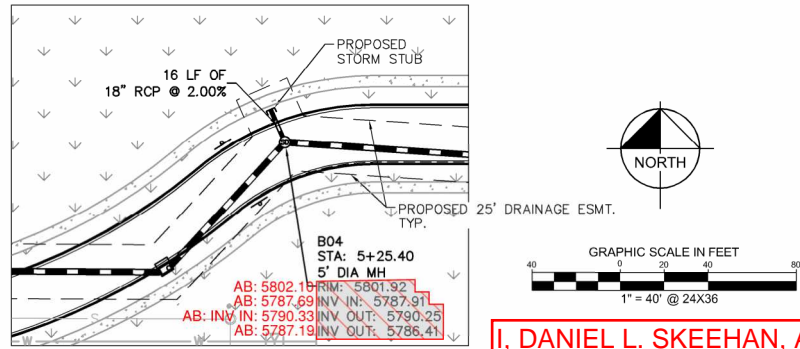 PROPOSED
STORM STUB
16 LF OF
18" RCP @ 2.00%
NORTH
PROPOSED 25' DRAINAGE ESMT.
TYP.
B04
STA: 5+25.40
5' DIA MH
AB: RIM: 5801.92
AB: 5787.69 INV IN: 5787.91
AB: INV IN: 5790.33 INV OUT: 5790.25
AB: 5787.19 INV OUT: 5786.41
S
W
GRAPHIC SCALE IN FEET
40 0 20 40 80
1" = 40' @ 24X36
I, DANIEL L. SKEEHAN, A